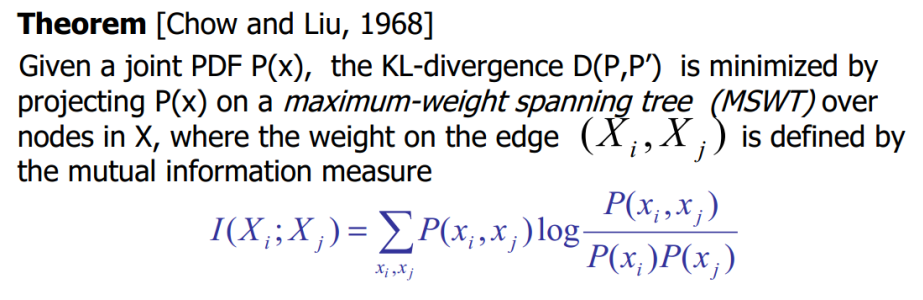 Theorem [Chow and Liu, 1968]
Given a joint PDF P(x), the KL-divergence D(P,P′) is minimized by
projecting P(x) on a maximum-weight spanning tree (MSWT) over
nodes in X, where the weight on the edge (X_i, X_j) is defined by
the mutual information measure
I(X_i; X_j) = ∑_{x_i,x_j} P(x_i, x_j) log \frac{P(x_i, x_j)}{P(x_i)P(x_j)}